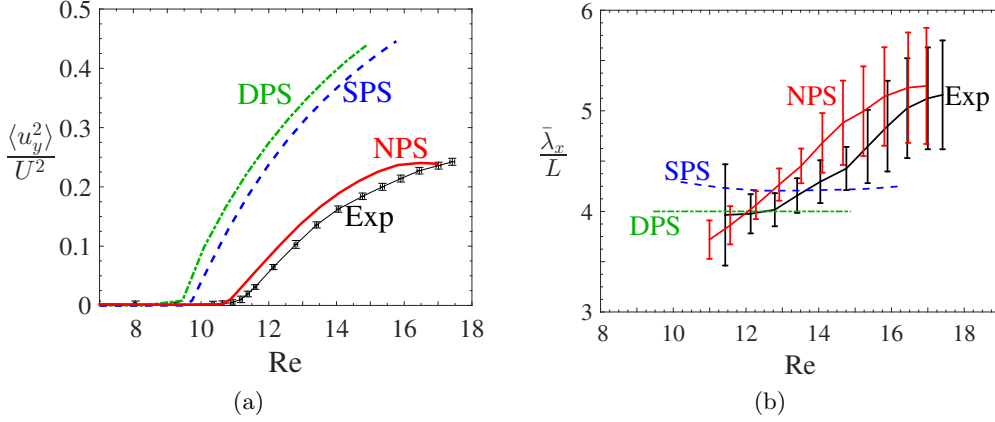 0.5
0.4
0.3
0.2
0.1
0
⟨u_y^2⟩
U^2
DPS
SPS
NPS
Exp
8 10 12 14 16 18
Re
(a)
6
5
4
3
λ̄_x
L
NPS
Exp
SPS
DPS
8 10 12 14 16 18
Re
(b)